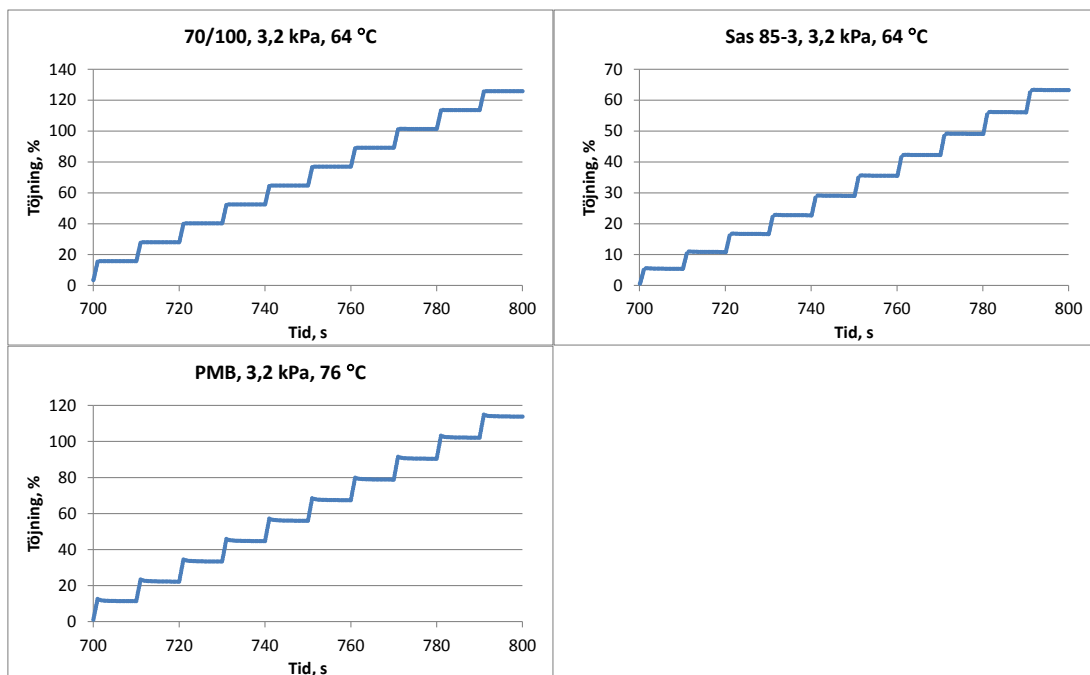 70/100, 3,2 kPa, 64 °C
Töjning, %
140
120
100
80
60
40
20
0
700 720 740 760 780 800
Tid, s
Sas 85-3, 3,2 kPa, 64 °C
Töjning, %
70
60
50
40
30
20
10
0
700 720 740 760 780 800
Tid, s
PMB, 3,2 kPa, 76 °C
Töjning, %
120
100
80
60
40
20
0
700 720 740 760 780 800
Tid, s